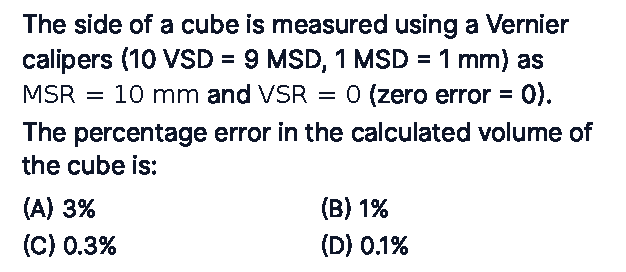 The side of a cube is measured using a Vernier
calipers (10 VSD = 9 MSD, 1 MSD = 1 mm) as
MSR = 10 mm and VSR = 0 (zero error = 0).
The percentage error in the calculated volume of
the cube is:
(A) 3% (B) 1%
(C) 0.3% (D) 0.1%